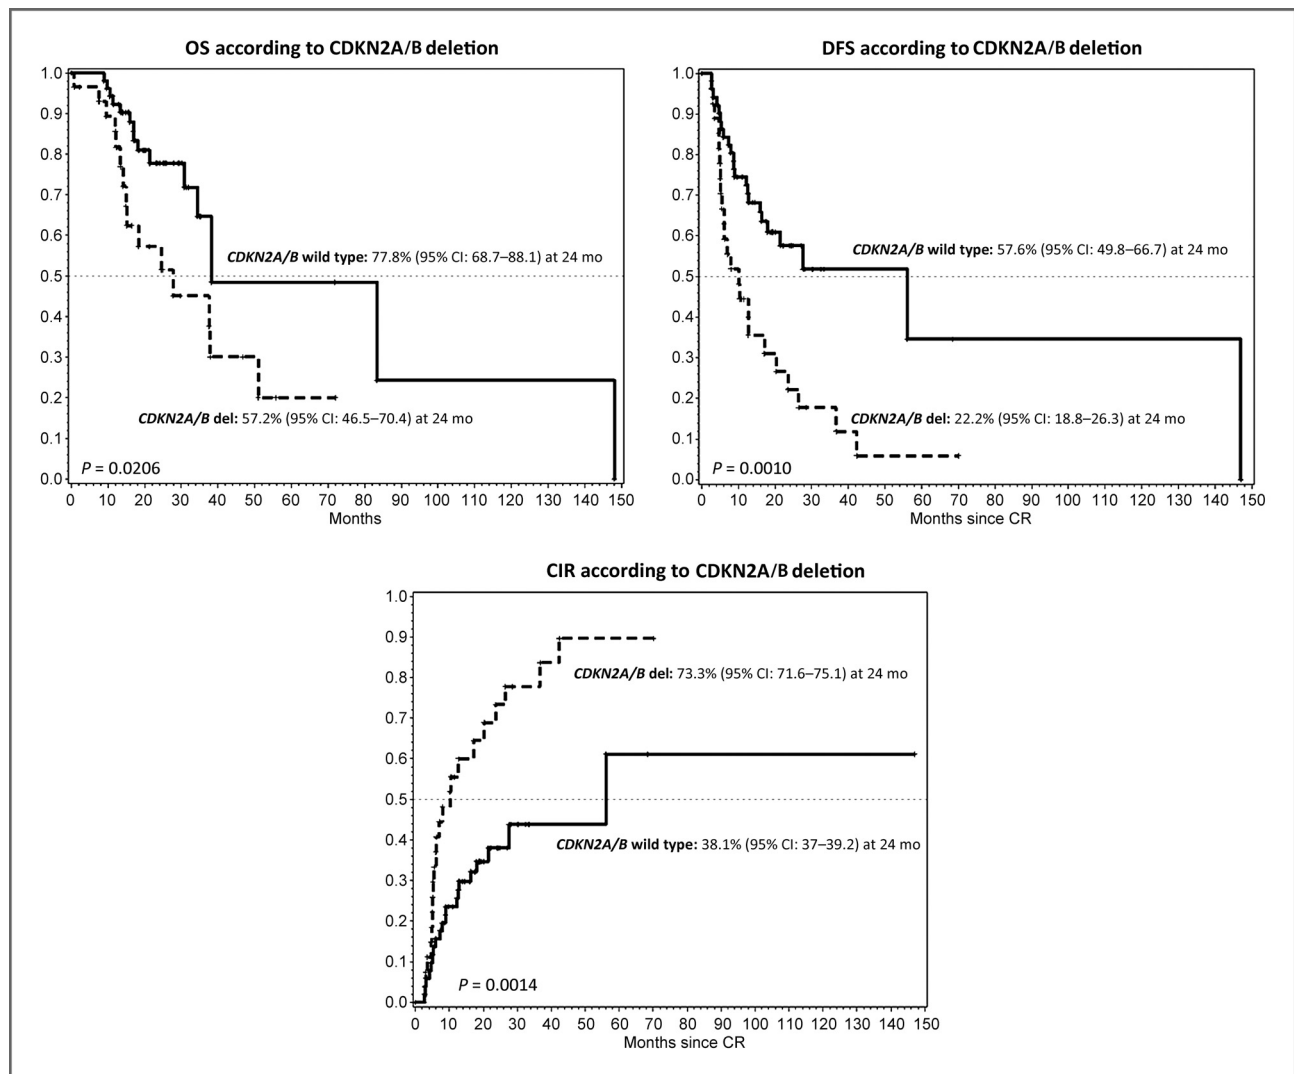 OS according to CDKN2A/B deletion
1.0
0.9
0.8
0.7
0.6
0.5
0.4
0.3
0.2
0.1
0.0
CDKN2A/B wild type: 77.8% (95% CI: 68.7–88.1) at 24 mo
CDKN2A/B del: 57.2% (95% CI: 46.5–70.4) at 24 mo
P = 0.0206
0 10 20 30 40 50 60 70 80 90 100 110 120 130 140 150
Months
DFS according to CDKN2A/B deletion
1.0
0.9
0.8
0.7
0.6
0.5
0.4
0.3
0.2
0.1
0.0
CDKN2A/B wild type: 57.6% (95% CI: 49.8–66.7) at 24 mo
CDKN2A/B del: 22.2% (95% CI: 18.8–26.3) at 24 mo
P = 0.0010
0 10 20 30 40 50 60 70 80 90 100 110 120 130 140 150
Months since CR
CIR according to CDKN2A/B deletion
1.0
0.9
0.8
0.7
0.6
0.5
0.4
0.3
0.2
0.1
0.0
CDKN2A/B del: 73.3% (95% CI: 71.6–75.1) at 24 mo
CDKN2A/B wild type: 38.1% (95% CI: 37–39.2) at 24 mo
P = 0.0014
0 10 20 30 40 50 60 70 80 90 100 110 120 130 140 150
Months since CR